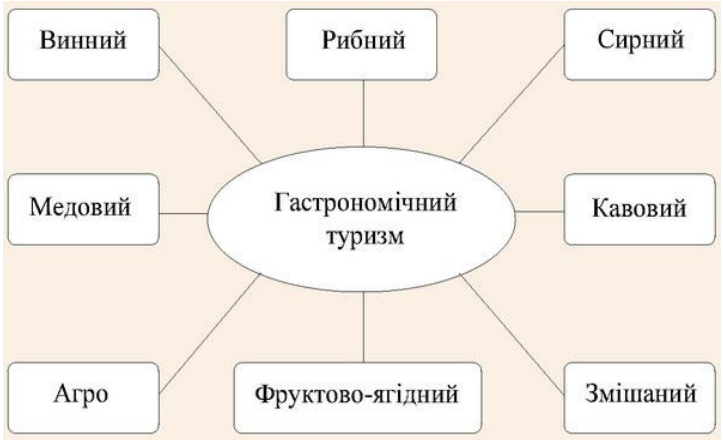 Винний
Рибний
Сирний
Медовий
Гастрономічний
туризм
Кавовий
Агро
Фруктово-ягідний
Змішаний